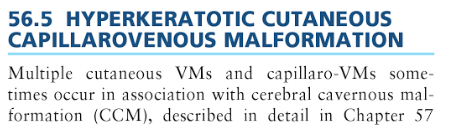 56.5 HYPERKERATOTIC CUTANEOUS
CAPILLAROVENOUS MALFORMATION
Multiple cutaneous VMs and capillaro-VMs some-
times occur in association with cerebral cavernous mal-
formation (CCM), described in detail in Chapter 57